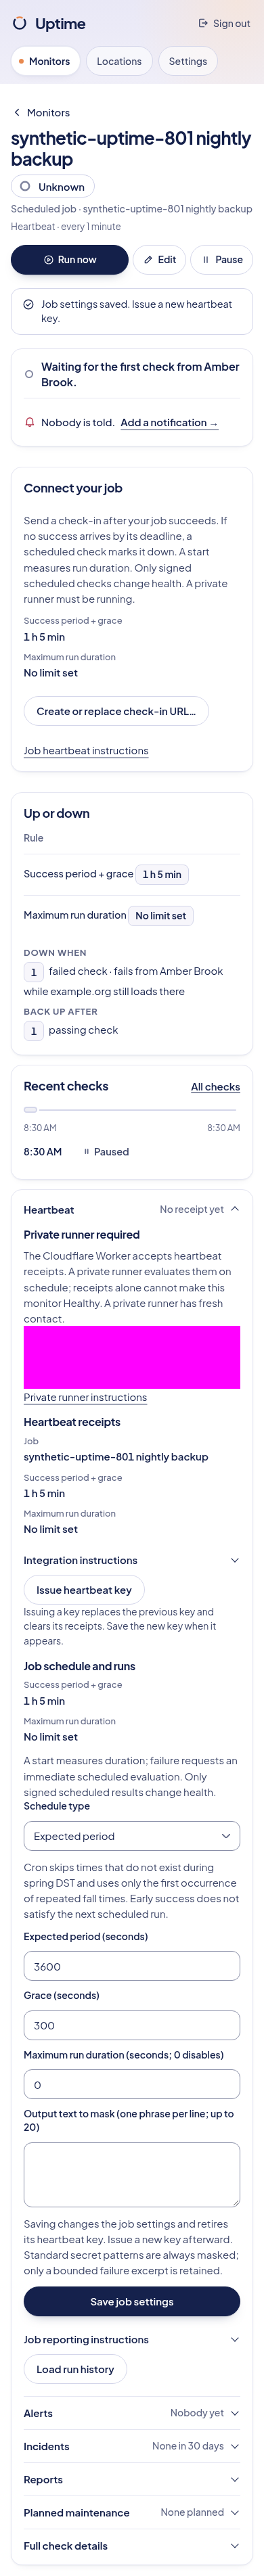 Uptime
Sign out
Monitors
Locations
Settings
Monitors
synthetic-uptime-801 nightly
backup
Unknown
Scheduled job · synthetic-uptime-801 nightly backup
Heartbeat · every 1 minute
Run now
Edit
Pause
Job settings saved. Issue a new heartbeat
key.
Waiting for the first check from Amber
Brook.
Nobody is told. Add a notification →
Connect your job
Send a check-in after your job succeeds. If
no success arrives by its deadline, a
scheduled check marks it down. A start
measures run duration. Only signed
scheduled checks change health. A private
runner must be running.
Success period + grace
1 h 5 min
Maximum run duration
No limit set
Create or replace check-in URL…
Job heartbeat instructions
Up or down
Rule
Success period + grace 1 h 5 min
Maximum run duration No limit set
DOWN WHEN
1 failed check · fails from Amber Brook
while example.org still loads there
BACK UP AFTER
1 passing check
Recent checks
All checks
8:30 AM
8:30 AM
8:30 AM
Paused
Heartbeat
No receipt yet
Private runner required
The Cloudflare Worker accepts heartbeat
receipts. A private runner evaluates them on
schedule; receipts alone cannot make this
monitor Healthy. A private runner has fresh
contact.
Private runner instructions
Heartbeat receipts
Job
synthetic-uptime-801 nightly backup
Success period + grace
1 h 5 min
Maximum run duration
No limit set
Integration instructions
Issue heartbeat key
Issuing a key replaces the previous key and
clears its receipts. Save the new key when it
appears.
Job schedule and runs
Success period + grace
1 h 5 min
Maximum run duration
No limit set
A start measures duration; failure requests an
immediate scheduled evaluation. Only
signed scheduled results change health.
Schedule type
Expected period
Cron skips times that do not exist during
spring DST and uses only the first occurrence
of repeated fall times. Early success does not
satisfy the next scheduled run.
Expected period (seconds)
3600
Grace (seconds)
300
Maximum run duration (seconds; 0 disables)
0
Output text to mask (one phrase per line; up to
20)
Saving changes the job settings and retires
its heartbeat key. Issue a new key afterward.
Standard secret patterns are always masked;
only a bounded failure excerpt is retained.
Save job settings
Job reporting instructions
Load run history
Alerts
Nobody yet
Incidents
None in 30 days
Reports
Planned maintenance
None planned
Full check details